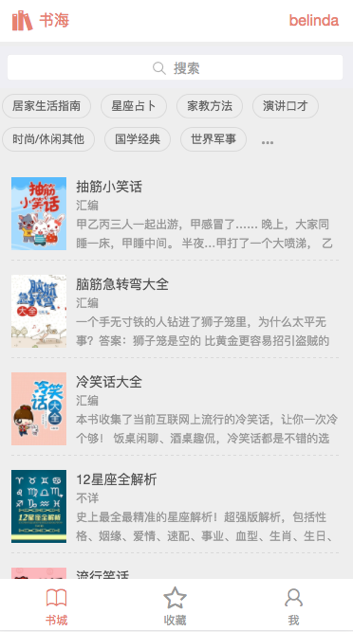 书海
belinda
搜索
居家生活指南 星座占卜 家教方法 演讲口才
时尚/休闲其他 国学经典 世界军事 ...
抽筋小笑话
抽筋
小笑话
汇编
甲乙丙三人一起出游，甲感冒了…… 晚上，大家同
睡一床，甲睡中间。 半夜...甲打了一个大喷涕， 乙
脑筋急转弯大全
脑筋
急转弯
大全
汇编
一个手无寸铁的人钻进了狮子笼里，为什么太平无
事？答案：狮子笼是空的 比黄金更容易招引盗贼的
冷笑话大全
冷笑
话大全
汇编
本书收集了当前互联网上流行的冷笑话，让你一次冷
个够！ 饭桌闲聊、酒桌趣侃，冷笑话都是不错的选
12星座全解析
12星座全解析
不详
史上最全最精准的星座解析！超强版解析，包括性
格、姻缘、爱情、速配、事业、血型、生肖、生日、
流行笑话
书城 收藏 我